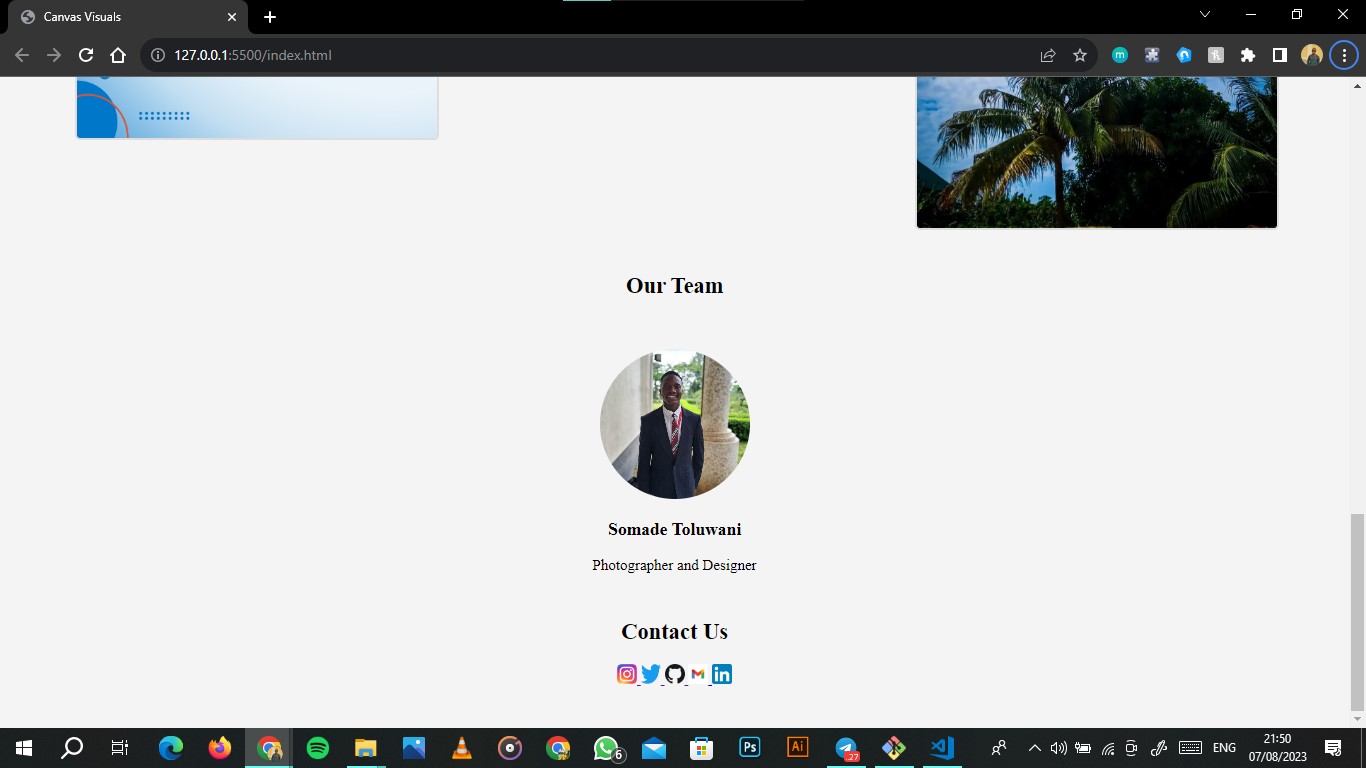 Canvas Visuals
127.0.0.1:5500/index.html
m
Our Team
Somade Toluwani
Photographer and Designer
Contact Us
in
6
Ps
Ai
27
ENG
21:50
07/08/2023